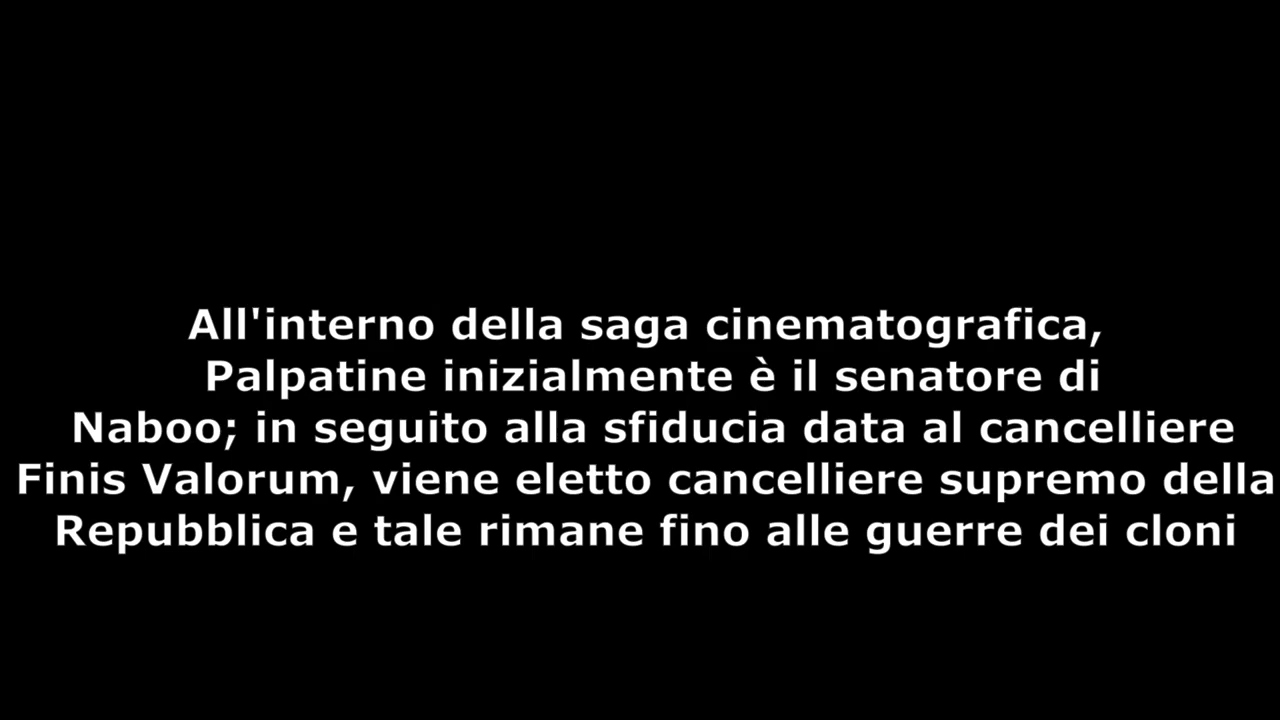 All'interno della saga cinematografica,
Palpatine inizialmente è il senatore di
Naboo; in seguito alla sfiducia data al cancelliere
Finis Valorum, viene eletto cancelliere supremo della
Repubblica e tale rimane fino alle guerre dei cloni